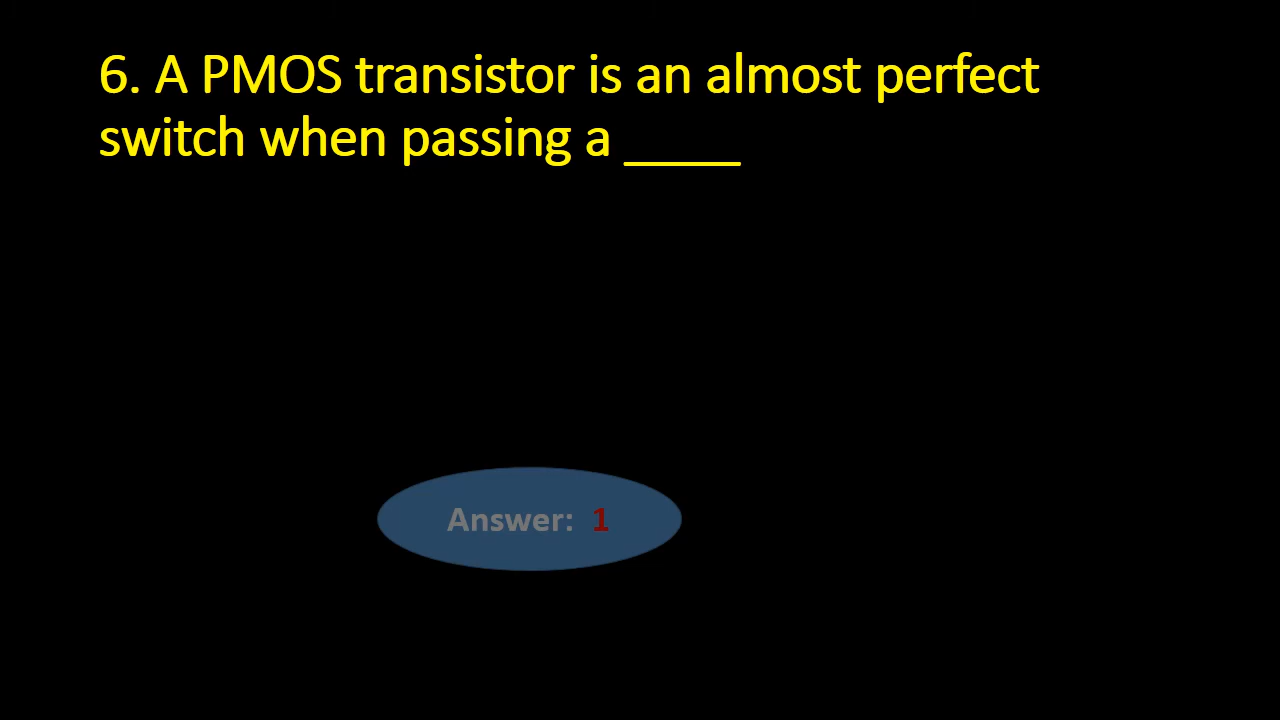 6. A PMOS transistor is an almost perfect
switch when passing a ____
Answer: 1